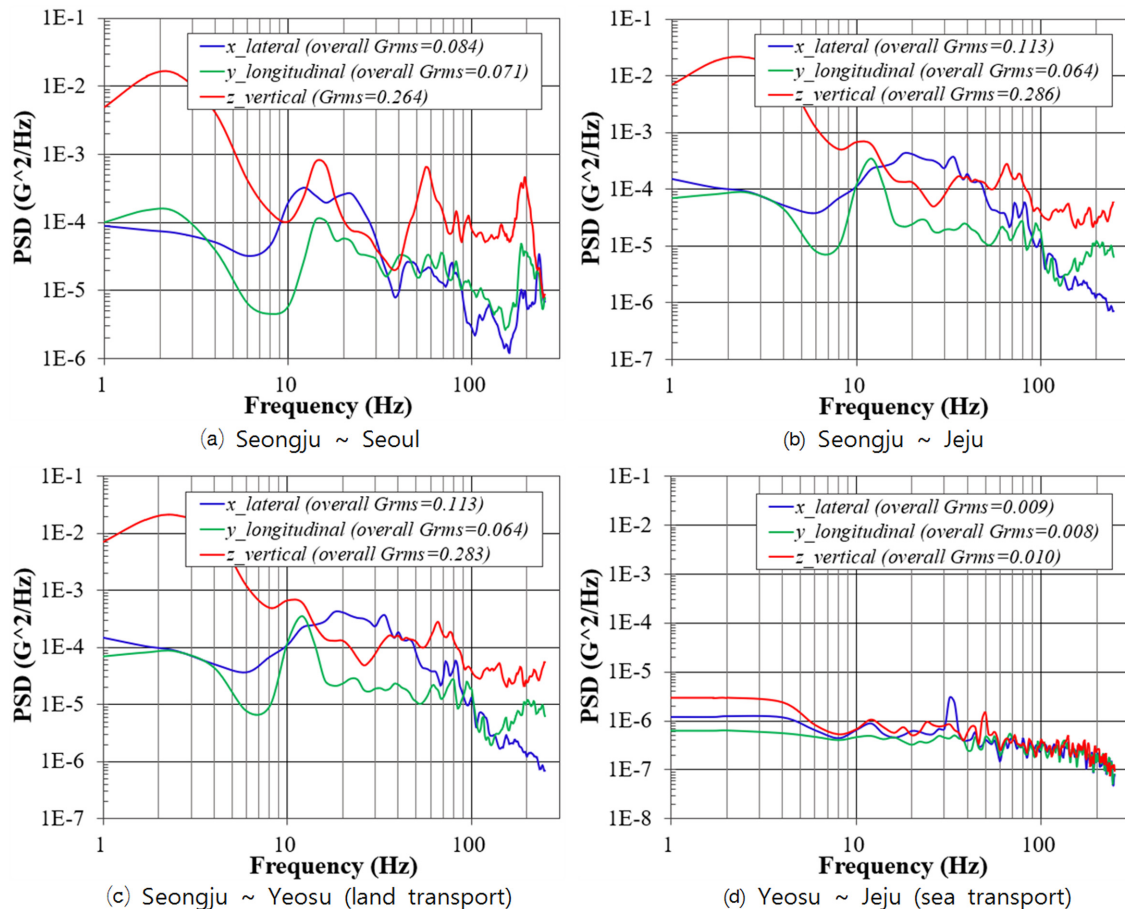 1E-1
1E-2
1E-3
1E-4
1E-5
1E-6
PSD (G^2/Hz)
x_lateral (overall Grms=0.084)
y_longitudinal (overall Grms=0.071)
z_vertical (Grms=0.264)
1 10 100
Frequency (Hz)
(a) Seongju ~ Seoul
1E-1
1E-2
1E-3
1E-4
1E-5
1E-6
1E-7
PSD (G^2/Hz)
x_lateral (overall Grms=0.113)
y_longitudinal (overall Grms=0.064)
z_vertical (overall Grms=0.286)
1 10 100
Frequency (Hz)
(b) Seongju ~ Jeju
1E-1
1E-2
1E-3
1E-4
1E-5
1E-6
1E-7
PSD (G^2/Hz)
x_lateral (overall Grms=0.113)
y_longitudinal (overall Grms=0.064)
z_vertical (overall Grms=0.283)
1 10 100
Frequency (Hz)
(c) Seongju ~ Yeosu (land transport)
1E-1
1E-2
1E-3
1E-4
1E-5
1E-6
1E-7
1E-8
PSD (G^2/Hz)
x_lateral (overall Grms=0.009)
y_longitudinal (overall Grms=0.008)
z_vertical (overall Grms=0.010)
1 10 100
Frequency (Hz)
(d) Yeosu ~ Jeju (sea transport)